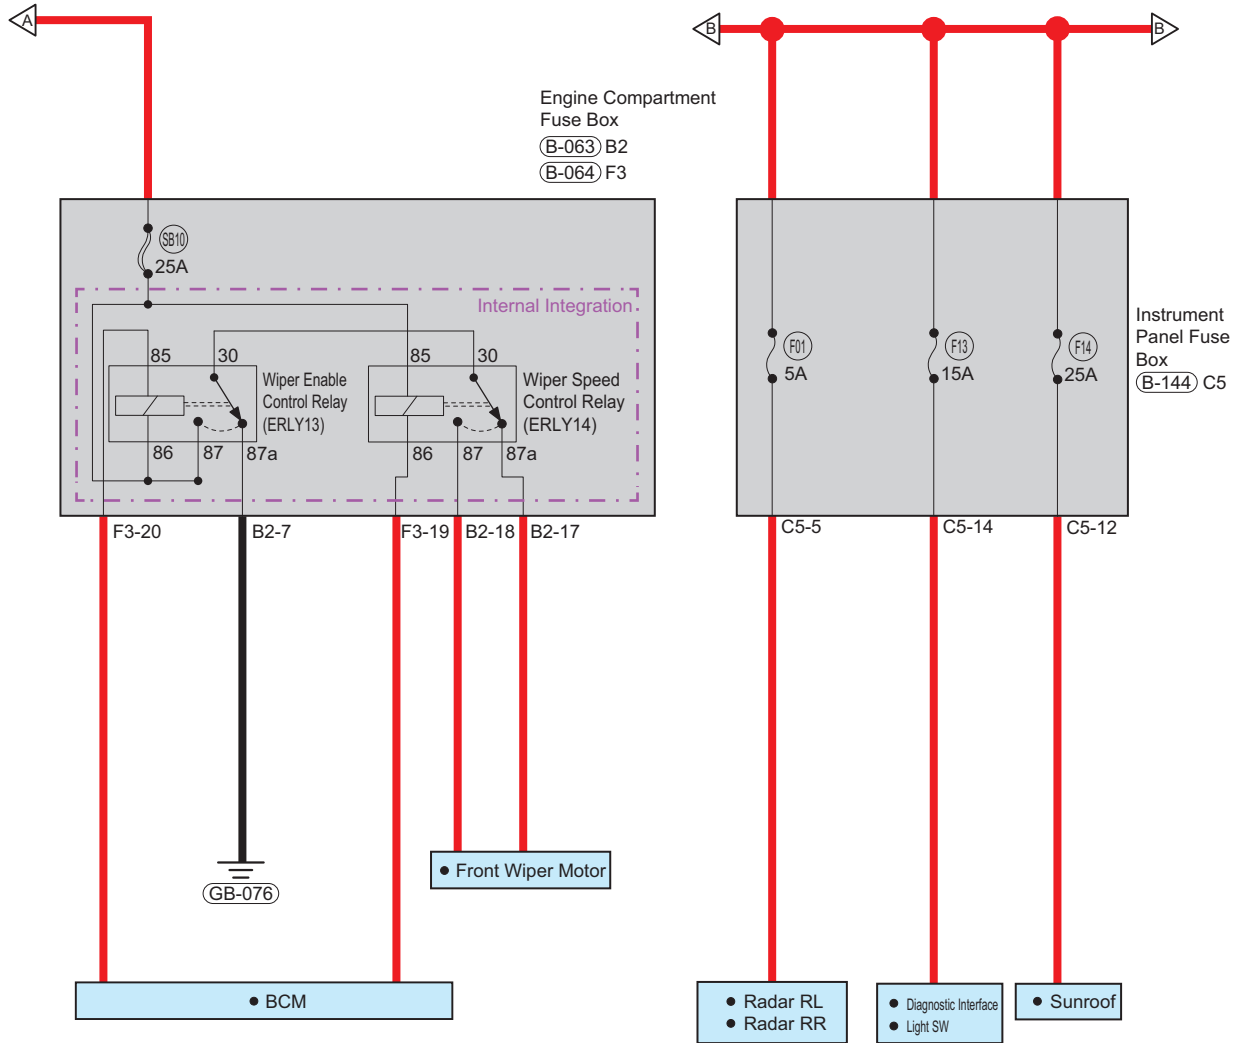 A
B
B
Engine Compartment
Fuse Box
B-063 B2
B-064 F3
SB10
25A
Internal Integration
85
30
85
30
Wiper Enable
Control Relay
(ERLY13)
Wiper Speed
Control Relay
(ERLY14)
86
87
87a
86
87
87a
F01
5A
F13
15A
F14
25A
Instrument
Panel Fuse
Box
B-144 C5
F3-20
B2-7
F3-19
B2-18
B2-17
C5-5
C5-14
C5-12
Front Wiper Motor
GB-076
BCM
Radar RL
Radar RR
Diagnostic Interface
Light SW
Sunroof